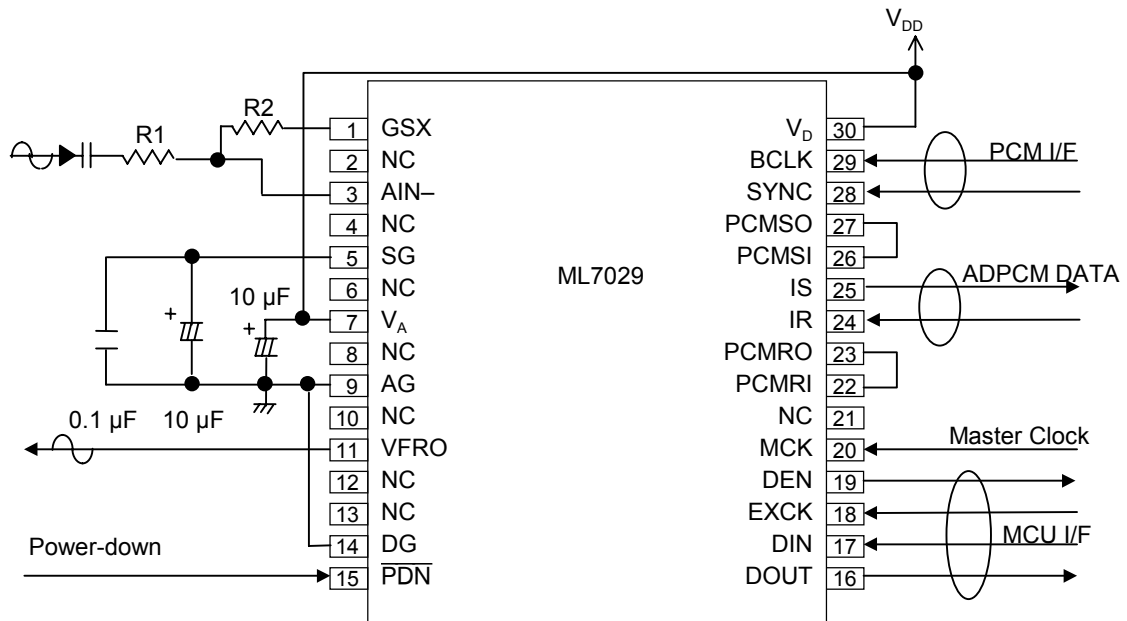 V_DD
R2
R1
1 GSX
2 NC
3 AIN–
4 NC
5 SG
6 NC
7 V_A
8 NC
9 AG
10 NC
11 VFRO
12 NC
13 NC
14 DG
15 PDN
10 µF
+
+
0.1 µF 10 µF
Power-down
ML7029
V_D 30
BCLK 29
SYNC 28
PCMSO 27
PCMSI 26
IS 25
IR 24
PCMRO 23
PCMRI 22
NC 21
MCK 20
DEN 19
EXCK 18
DIN 17
DOUT 16
PCM I/F
ADPCM DATA
Master Clock
MCU I/F